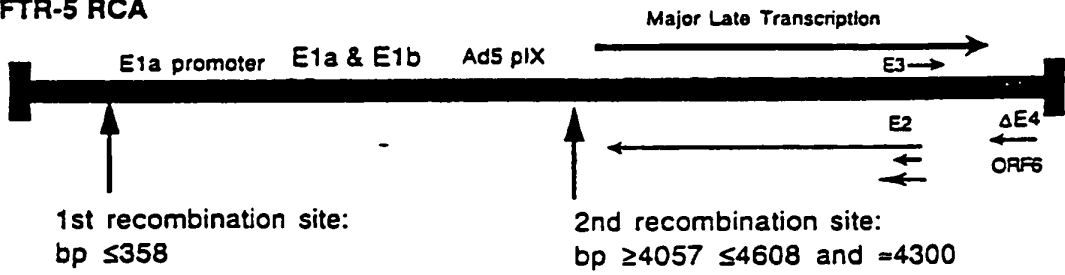 FTR-5 RCA
Major Late Transcription
E1a promoter E1a & E1b Ad5 pIX
E3
E2
ΔE4
ORF6
1st recombination site:
bp ≤358
2nd recombination site:
bp ≥4057 ≤4608 and ≃4300